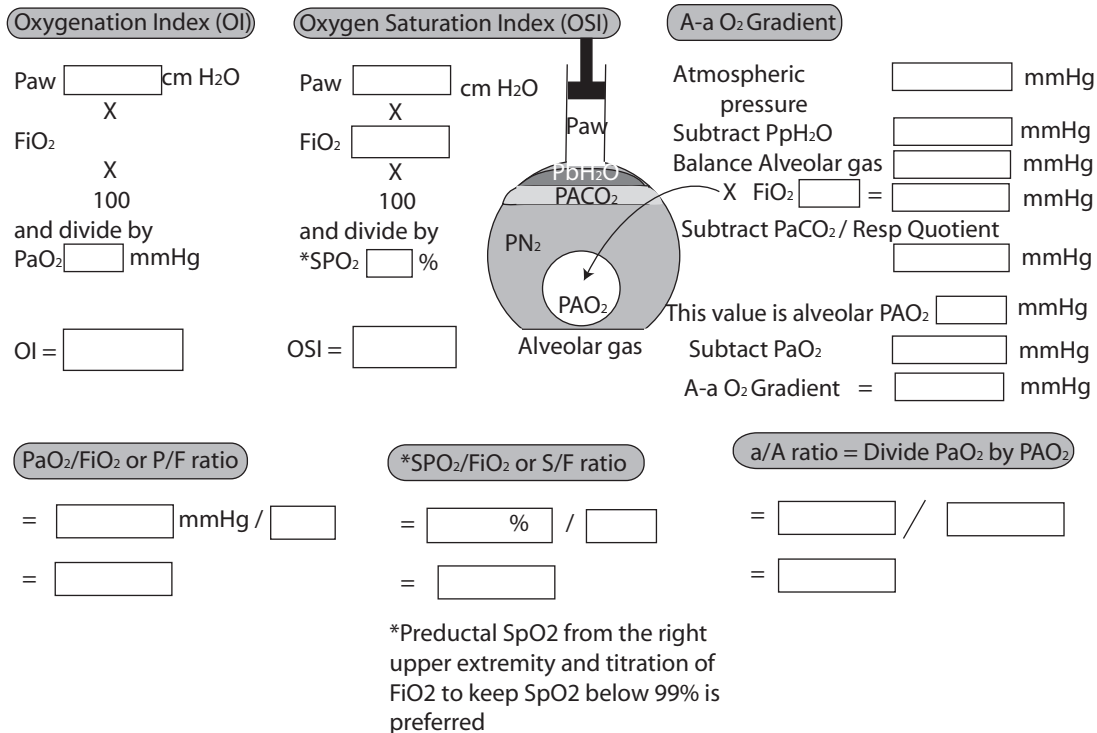 Oxygenation Index (OI)
Paw cm H2O
X
FiO2
X
100
and divide by
PaO2 mmHg
OI =
Oxygen Saturation Index (OSI)
Paw cm H2O
X
FiO2
X
100
and divide by
*SPO2 %
OSI =
Paw
PbH2O
PACO2
PN2
PAO2
Alveolar gas
A-a O2 Gradient
Atmospheric mmHg
pressure
Subtract PpH2O mmHg
Balance Alveolar gas mmHg
X FiO2 = mmHg
Subtract PaCO2 / Resp Quotient
mmHg
This value is alveolar PAO2 mmHg
Subtact PaO2 mmHg
A-a O2 Gradient = mmHg
PaO2/FiO2 or P/F ratio
= mmHg /
=
*SPO2/FiO2 or S/F ratio
= % /
=
*Preductal SpO2 from the right
upper extremity and titration of
FiO2 to keep SpO2 below 99% is
preferred
a/A ratio = Divide PaO2 by PAO2
= /
=